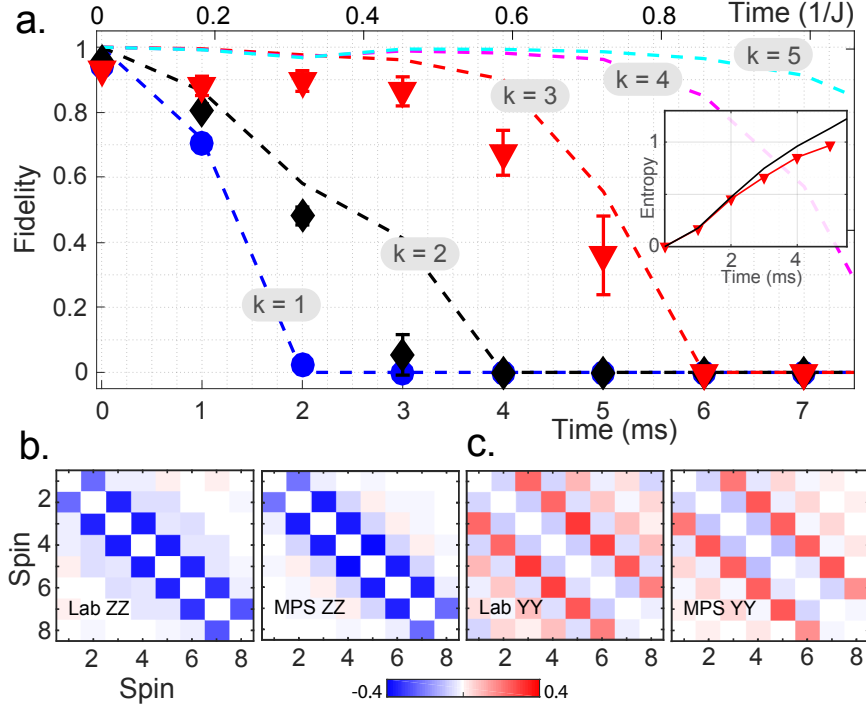 0 0.2 0.4 0.6 0.8 Time (1/J)
a.
1
0.8
0.6
0.4
0.2
0
Fidelity
k = 1
k = 2
k = 3
k = 4
k = 5
1
0
Entropy
2 4
Time (ms)
0 1 2 3 4 5 6 7
Time (ms)
b.
c.
2
4
6
8
Spin
Lab ZZ
MPS ZZ
Lab YY
MPS YY
2 4 6 8
2 4 6 8
2 4 6 8
2 4 6 8
Spin
-0.4 0.4